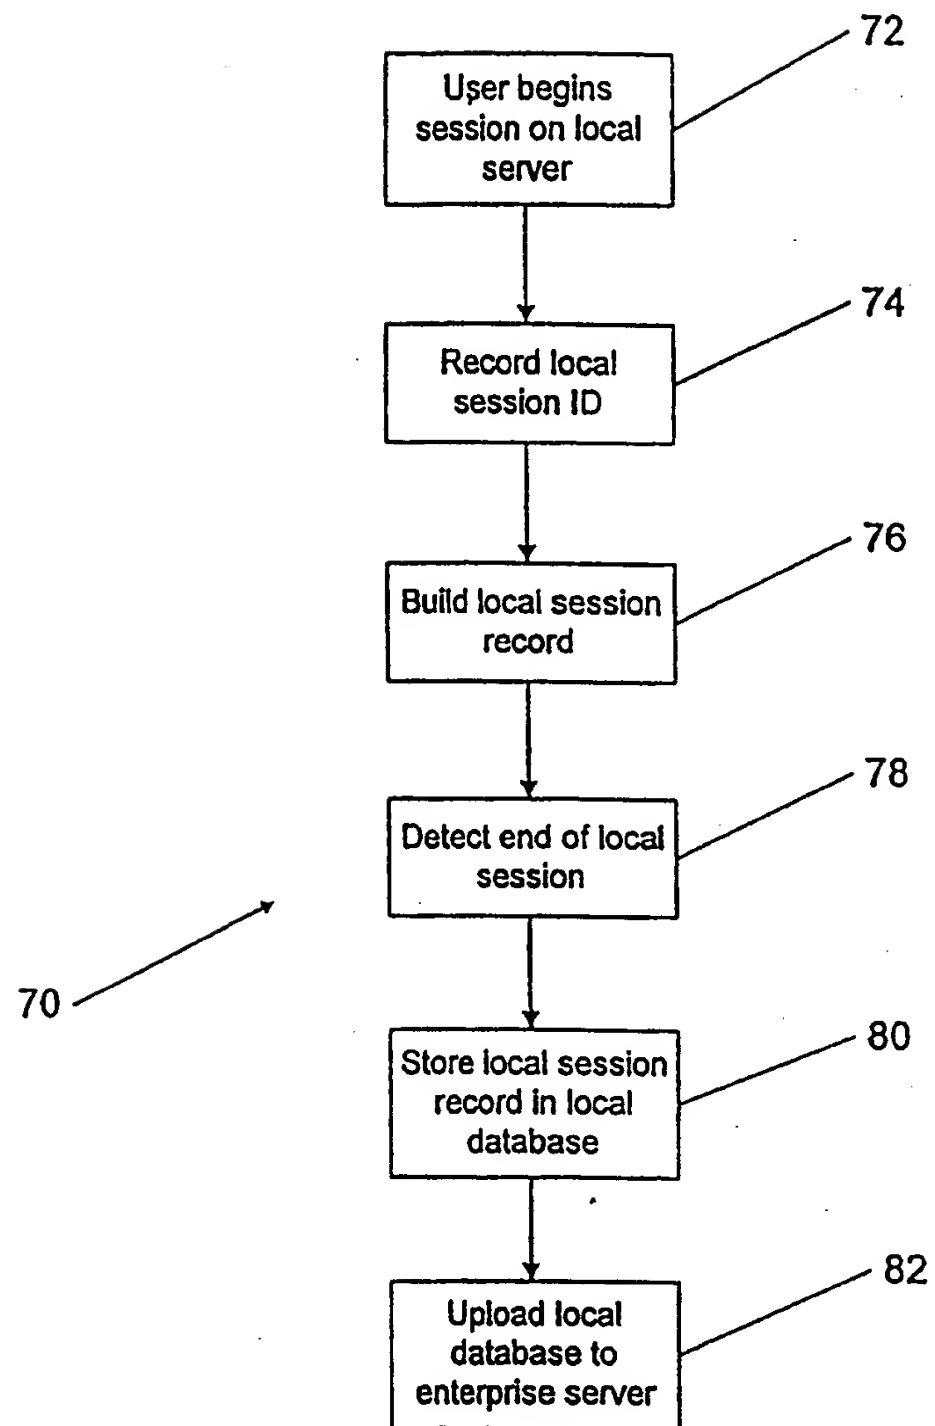 72
User begins
session on local
server
74
Record local
session ID
76
Build local session
record
78
Detect end of local
session
70
80
Store local session
record in local
database
82
Upload local
database to
enterprise server